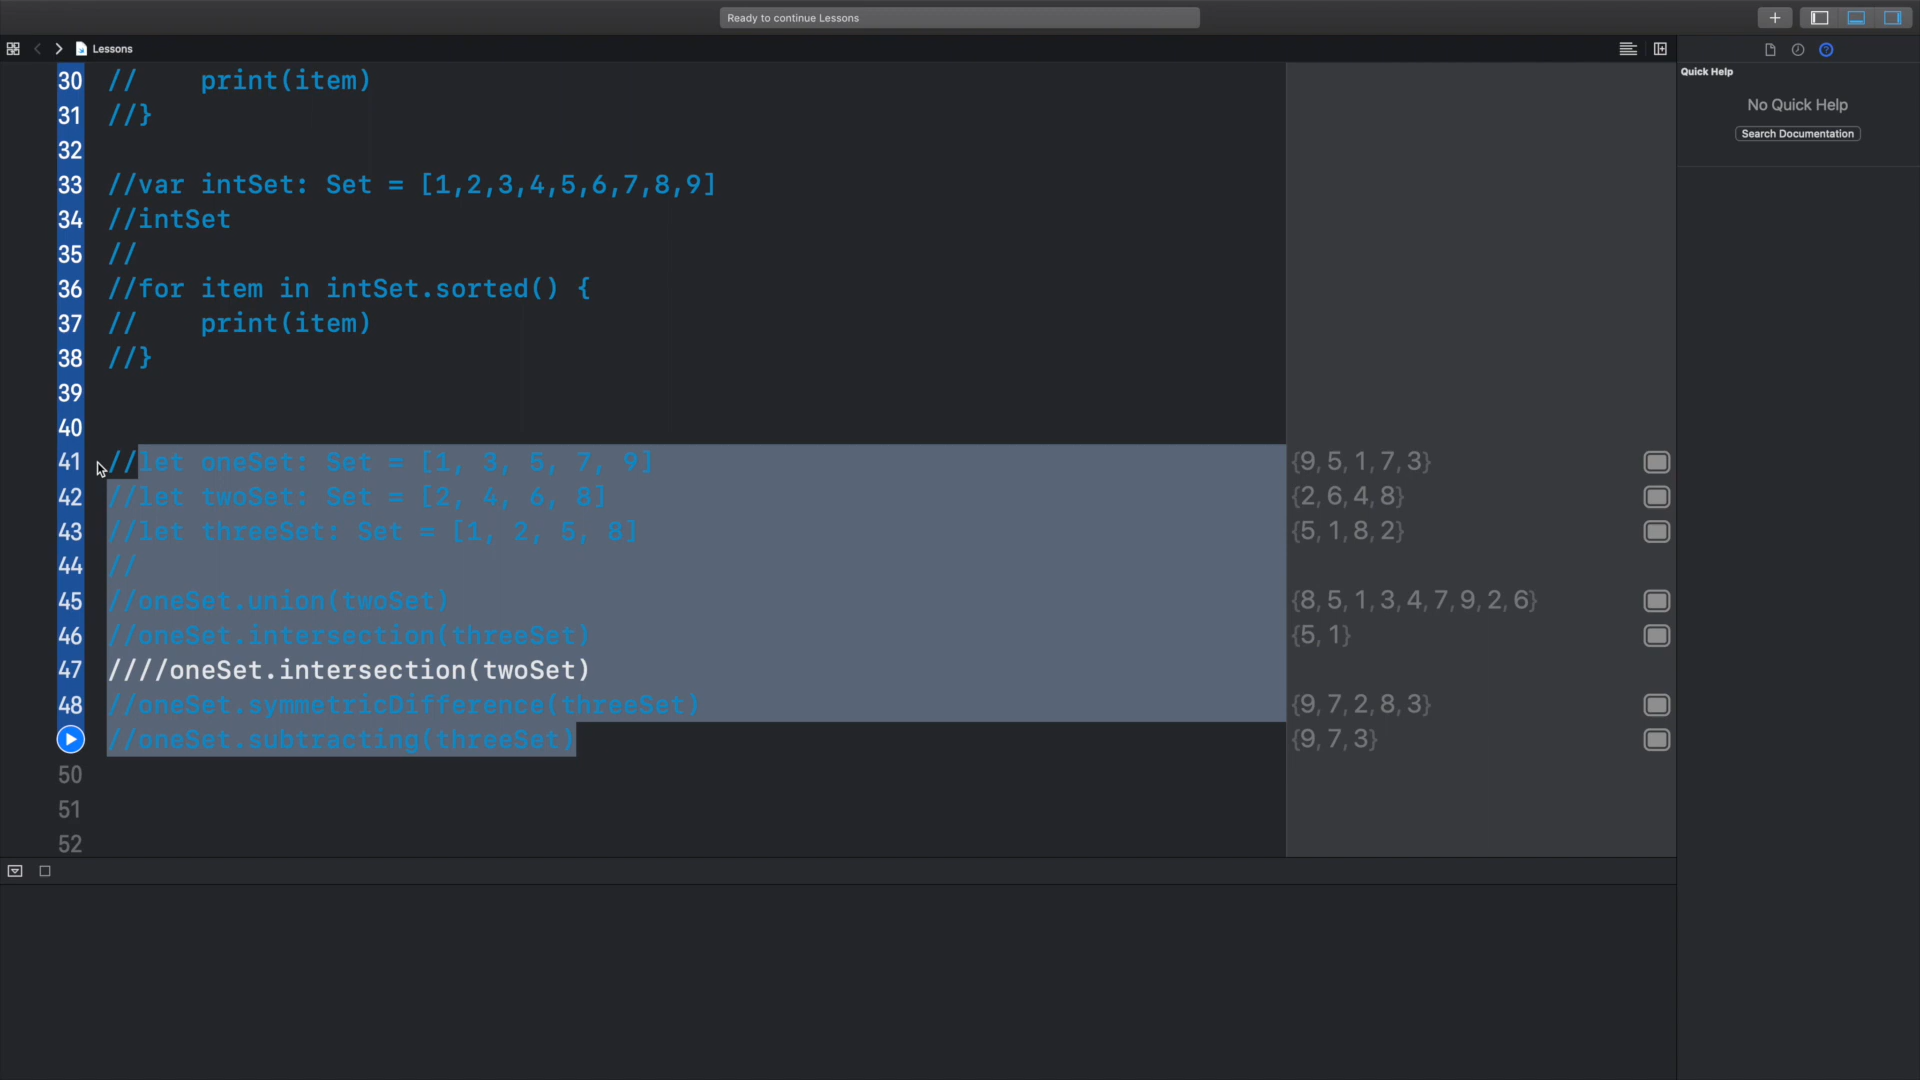 Ready to continue Lessons
Lessons
Quick Help
No Quick Help
Search Documentation
30 //    print(item)
31 //}
32
33 //var intSet: Set = [1,2,3,4,5,6,7,8,9]
34 //intSet
35 //
36 //for item in intSet.sorted() {
37 //    print(item)
38 //}
39
40
41 //let oneSet: Set = [1, 3, 5, 7, 9] {9, 5, 1, 7, 3}
42 //let twoSet: Set = [2, 4, 6, 8] {2, 6, 4, 8}
43 //let threeSet: Set = [1, 2, 5, 8] {5, 1, 8, 2}
44 //
45 //oneSet.union(twoSet) {8, 5, 1, 3, 4, 7, 9, 2, 6}
46 //oneSet.intersection(threeSet) {5, 1}
47 ////oneSet.intersection(twoSet)
48 //oneSet.symmetricDifference(threeSet) {9, 7, 2, 8, 3}
//oneSet.subtracting(threeSet) {9, 7, 3}
50
51
52